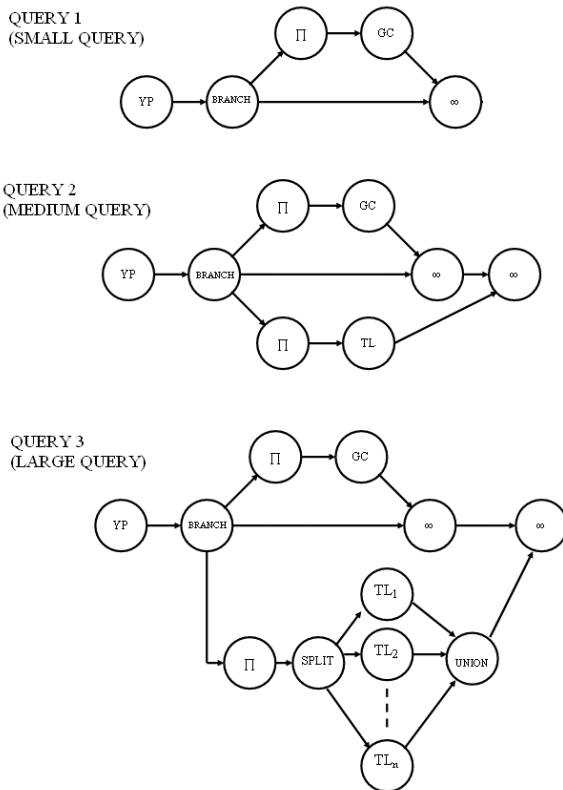 QUERY 1
(SMALL QUERY)
∏
GC
YP
BRANCH
∞
QUERY 2
(MEDIUM QUERY)
∏
GC
YP
BRANCH
∞
∞
∏
TL
QUERY 3
(LARGE QUERY)
∏
GC
YP
BRANCH
∞
∞
TL₁
∏
SPLIT
TL₂
UNION
TLₙ